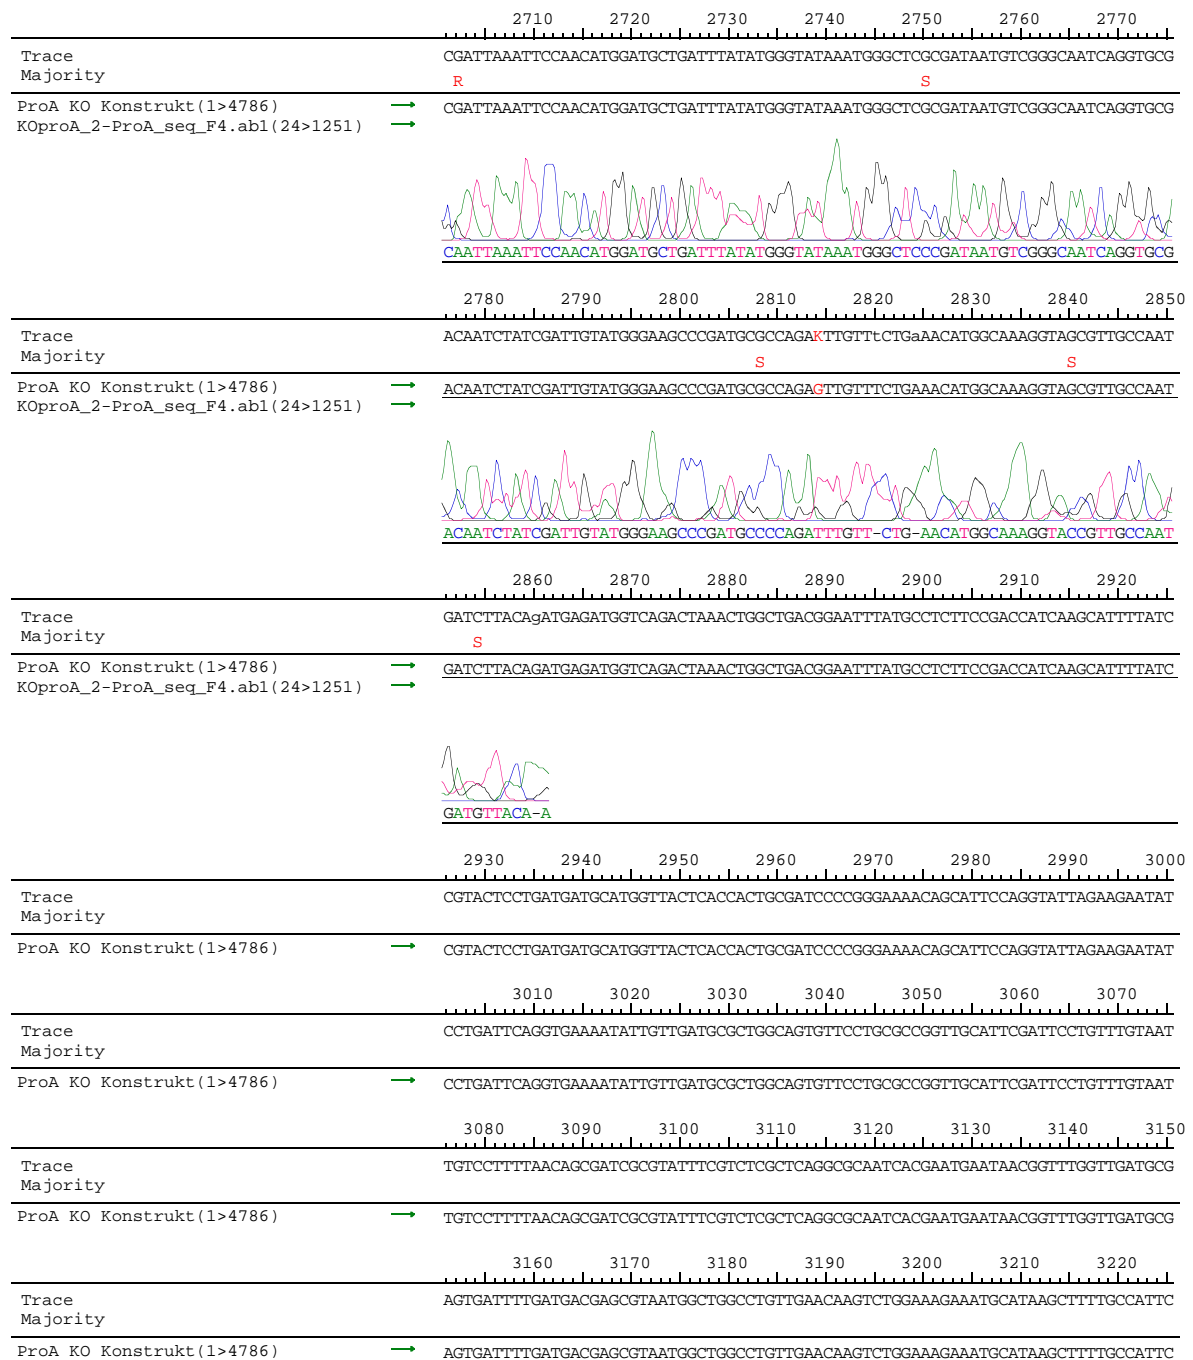 2710 2720 2730 2740 2750 2760 2770
Trace CGATTAAATTCCAACATGGATGCTGATTTATATGGGTATAAATGGGCTCGCGATAATGTCGGGCAATCAGGTGCG
Majority R S
ProA KO Konstrukt(1>4786) CGATTAAATTCCAACATGGATGCTGATTTATATGGGTATAAATGGGCTCGCGATAATGTCGGGCAATCAGGTGCG
KOproA_2-ProA_seq_F4.ab1(24>1251)
CAATTAAATTCCAACATGGATGCTGATTTATATGGGTATAAATGGGCTCCCGATAATGTCGGGCAATCAGGTGCG
2780 2790 2800 2810 2820 2830 2840 2850
Trace ACAATCTATCGATTGTATGGGAAGCCCGATGCGCCAGAKTTGTTtCTGaAACATGGCAAAGGTAGCGTTGCCAAT
Majority S S
ProA KO Konstrukt(1>4786) ACAATCTATCGATTGTATGGGAAGCCCGATGCGCCAGAGTTGTTTCTGAAACATGGCAAAGGTAGCGTTGCCAAT
KOproA_2-ProA_seq_F4.ab1(24>1251)
ACAATCTATCGATTGTATGGGAAGCCCGATGCCCCAGATTTGTT-CTG-AACATGGCAAAGGTACCGTTGCCAAT
2860 2870 2880 2890 2900 2910 2920
Trace GATCTTACAgATGAGATGGTCAGACTAAACTGGCTGACGGAATTTATGCCTCTTCCGACCATCAAGCATTTTATC
Majority S
ProA KO Konstrukt(1>4786) GATCTTACAGATGAGATGGTCAGACTAAACTGGCTGACGGAATTTATGCCTCTTCCGACCATCAAGCATTTTATC
KOproA_2-ProA_seq_F4.ab1(24>1251)
GATGTTACA-A
2930 2940 2950 2960 2970 2980 2990 3000
Trace CGTACTCCTGATGATGCATGGTTACTCACCACTGCGATCCCCGGGAAAACAGCATTCCAGGTATTAGAAGAATAT
Majority
ProA KO Konstrukt(1>4786) CGTACTCCTGATGATGCATGGTTACTCACCACTGCGATCCCCGGGAAAACAGCATTCCAGGTATTAGAAGAATAT
3010 3020 3030 3040 3050 3060 3070
Trace CCTGATTCAGGTGAAAATATTGTTGATGCGCTGGCAGTGTTCCTGCGCCGGTTGCATTCGATTCCTGTTTGTAAT
Majority
ProA KO Konstrukt(1>4786) CCTGATTCAGGTGAAAATATTGTTGATGCGCTGGCAGTGTTCCTGCGCCGGTTGCATTCGATTCCTGTTTGTAAT
3080 3090 3100 3110 3120 3130 3140 3150
Trace TGTCCTTTTAACAGCGATCGCGTATTTCGTCTCGCTCAGGCGCAATCACGAATGAATAACGGTTTGGTTGATGCG
Majority
ProA KO Konstrukt(1>4786) TGTCCTTTTAACAGCGATCGCGTATTTCGTCTCGCTCAGGCGCAATCACGAATGAATAACGGTTTGGTTGATGCG
3160 3170 3180 3190 3200 3210 3220
Trace AGTGATTTTGATGACGAGCGTAATGGCTGGCCTGTTGAACAAGTCTGGAAAGAAATGCATAAGCTTTTGCCATTC
Majority
ProA KO Konstrukt(1>4786) AGTGATTTTGATGACGAGCGTAATGGCTGGCCTGTTGAACAAGTCTGGAAAGAAATGCATAAGCTTTTGCCATTC